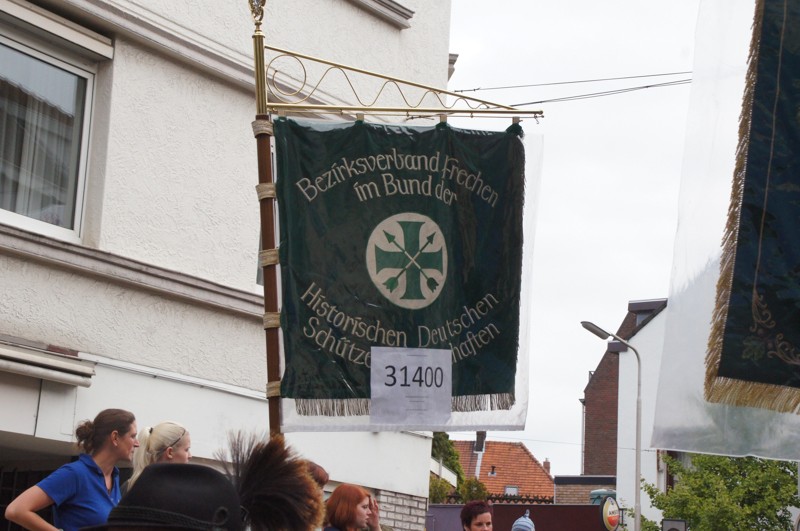 Bezirksverband Frechen
im Bund der
Historischen Deutschen
31400